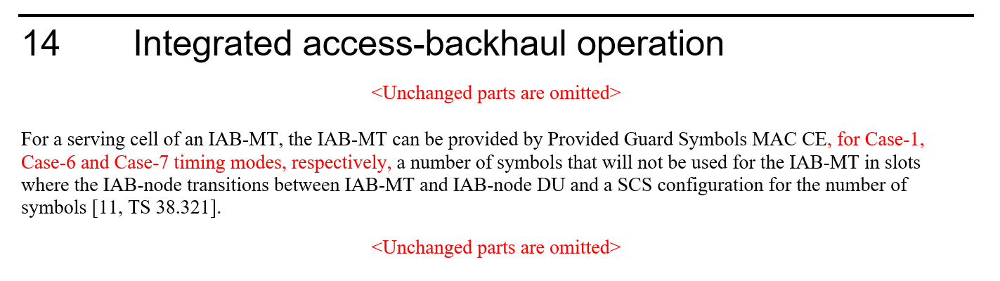 14 Integrated access-backhaul operation
<Unchanged parts are omitted>
For a serving cell of an IAB-MT, the IAB-MT can be provided by Provided Guard Symbols MAC CE, for Case-1,
Case-6 and Case-7 timing modes, respectively, a number of symbols that will not be used for the IAB-MT in slots
where the IAB-node transitions between IAB-MT and IAB-node DU and a SCS configuration for the number of
symbols [11, TS 38.321].
<Unchanged parts are omitted>